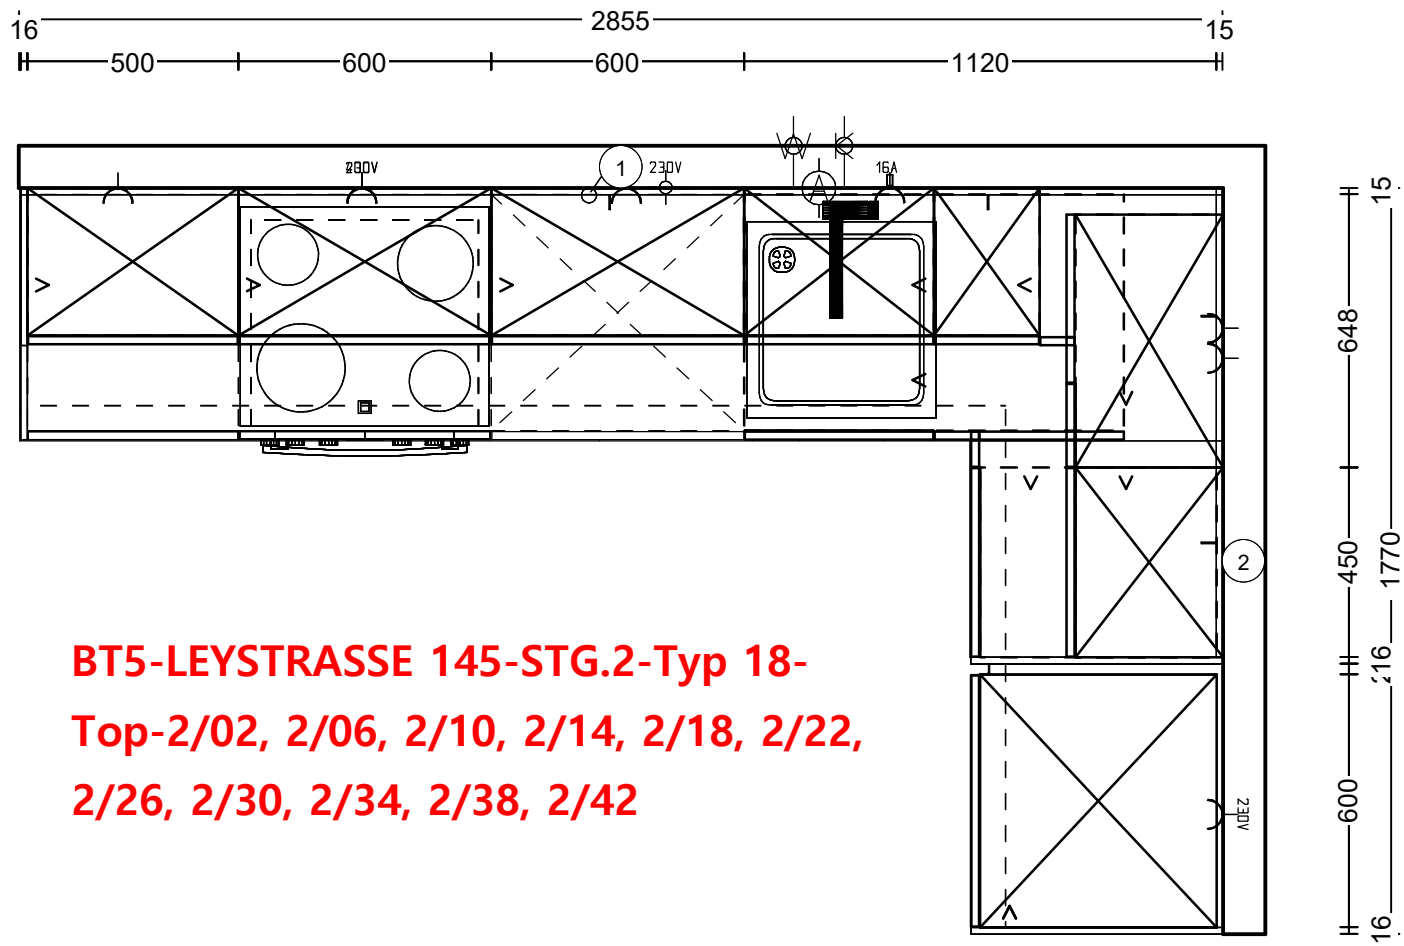 2855
16
15
500
600
600
1120
1
230V
16A
W
K
A
15
648
450
1770
16
600
16
2
230V
BT5-LEYSTRASSE 145-STG.2-Typ 18-
Top-2/02, 2/06, 2/10, 2/14, 2/18, 2/22,
2/26, 2/30, 2/34, 2/38, 2/42